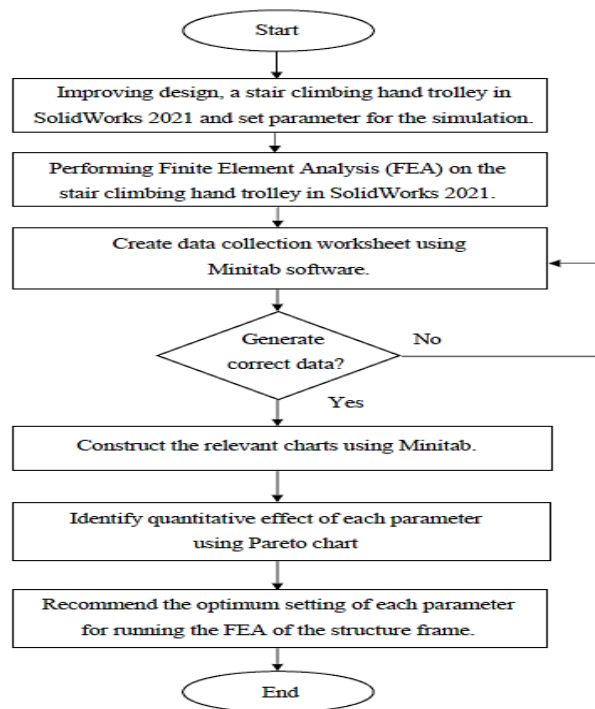 Start
Improving design, a stair climbing hand trolley in
SolidWorks 2021 and set parameter for the simulation.
Performing Finite Element Analysis (FEA) on the
stair climbing hand trolley in SolidWorks 2021.
Create data collection worksheet using
Minitab software.
Generate
correct data?
No
Yes
Construct the relevant charts using Minitab.
Identify quantitative effect of each parameter
using Pareto chart
Recommend the optimum setting of each parameter
for running the FEA of the structure frame.
End